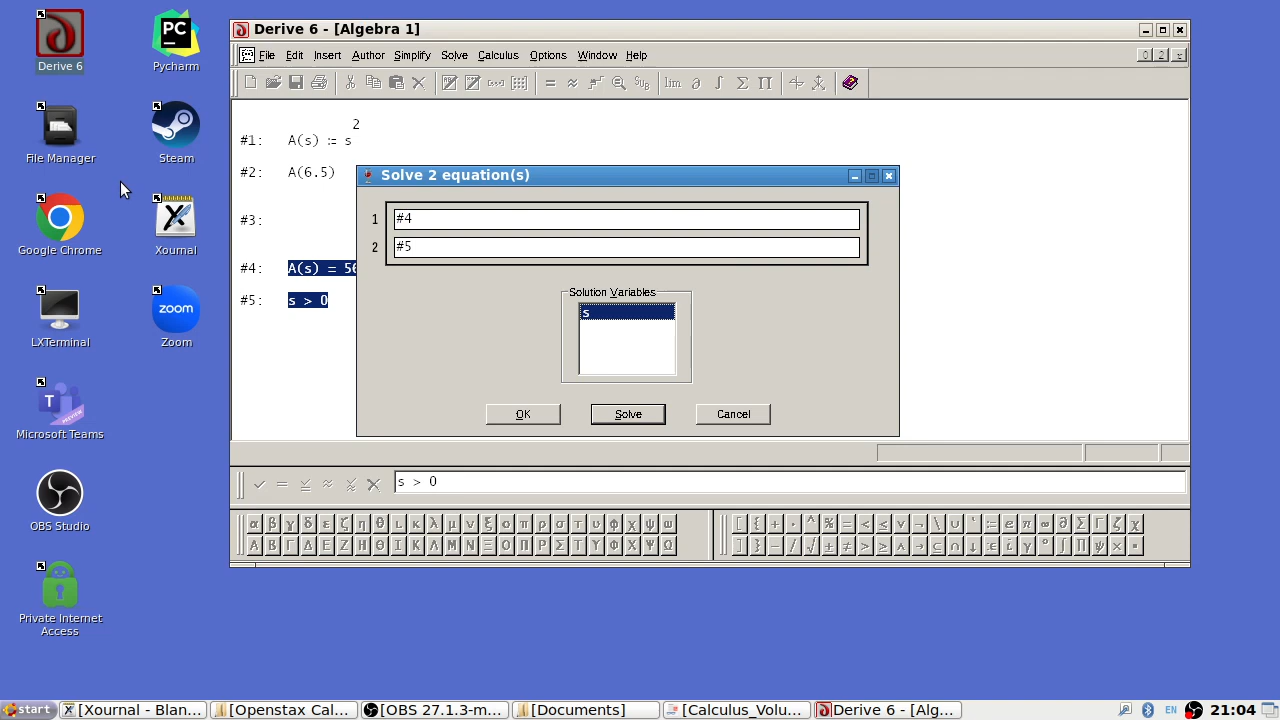 Derive 6
Pycharm
File Manager
Steam
Google Chrome
Xournal
LXTerminal
Zoom
zoom
Microsoft Teams
PREVIEW
OBS Studio
Private Internet
Access
Derive 6 - [Algebra 1]
File Edit Insert Author Simplify Solve Calculus Options Window Help
2
#1: A(s) := s
#2: A(6.5)
#3:
#4: A(s) = 56
#5: s > 0
Solve 2 equation(s)
1 #4
2 #5
Solution Variables
s
OK Solve Cancel
s > 0
α β γ δ ε ζ η θ ι κ λ μ ν ξ ο π ρ σ τ υ φ χ ψ ω
Α Β Γ Δ Ε Ζ Η Θ Ι Κ Λ Μ Ν Ξ Ο Π Ρ Σ Τ Υ Φ Χ Ψ Ω
start [Xournal - Blan... [Openstax Cal... [OBS 27.1.3-m... [Documents] [Calculus_Volu... Derive 6 - [Alg... EN 21:04